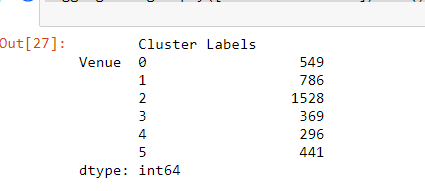 Out[27]:
Cluster Labels
Venue 0 549
1 786
2 1528
3 369
4 296
5 441
dtype: int64